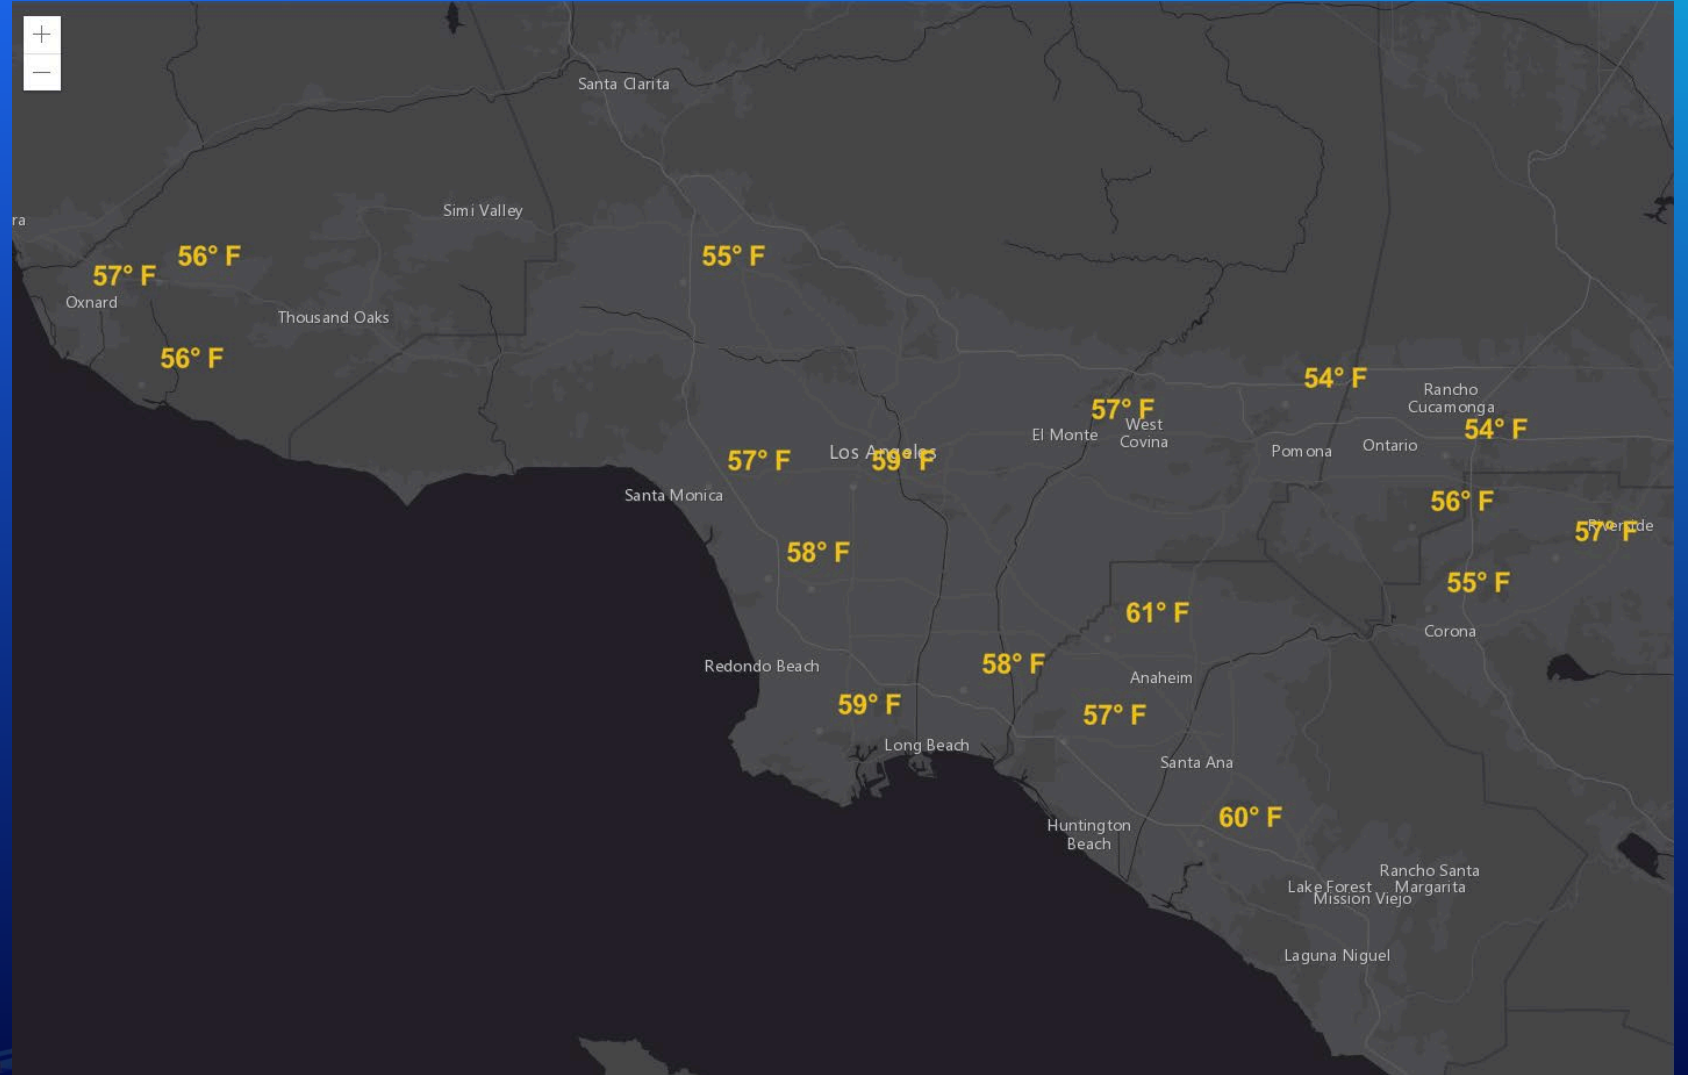 +
−
Santa Clarita
Simi Valley
ra
56° F
55° F
57° F
Oxnard
Thousand Oaks
56° F
54° F
Rancho
Cucamonga
57° F
West
Covina
El Monte
54° F
Pomona
Ontario
Los Angeles
57° F
59° F
Santa Monica
56° F
Riverside
57° F
58° F
55° F
61° F
Corona
58° F
Redondo Beach
Anaheim
59° F
57° F
Long Beach
Santa Ana
60° F
Huntington
Beach
Rancho Santa
Margarita
Lake Forest
Mission Viejo
Laguna Niguel